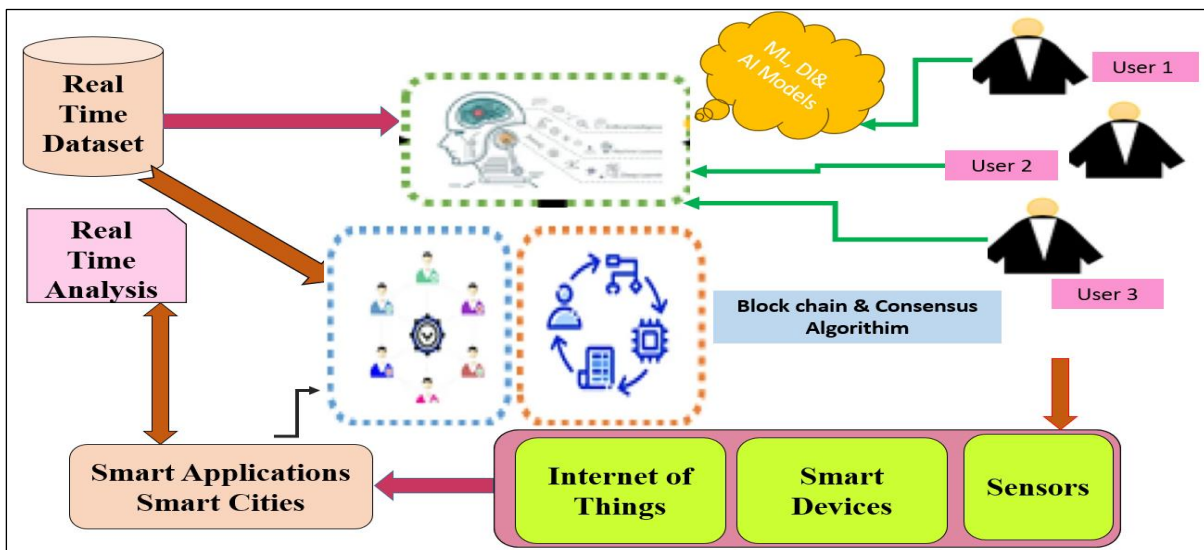 Real
Time
Dataset
ML, DI&
AI Models
User 1
User 2
User 3
Real
Time
Analysis
Block chain & Consensus
Algorithim
Smart Applications
Smart Cities
Internet of
Things
Smart
Devices
Sensors